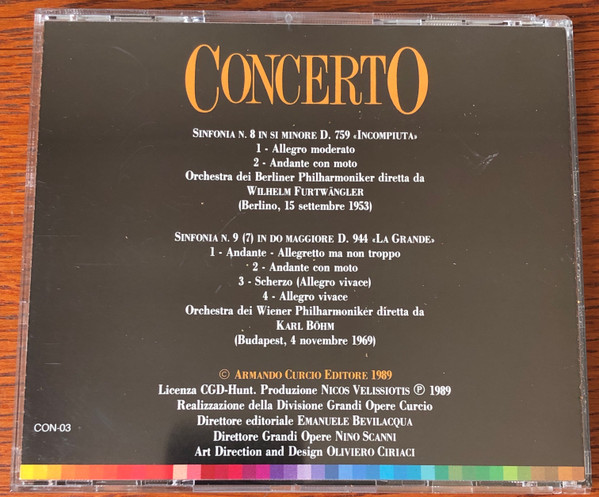 CONCERTO
SINFONIA N. 8 IN SI MINORE D. 759 «INCOMPIUTA»
1 - Allegro moderato
2 - Andante con moto
Orchestra dei Berliner Philharmoniker diretta da
WILHELM FURTWÄNGLER
(Berlino, 15 settembre 1953)
SINFONIA N. 9 (7) IN DO MAGGIORE D. 944 «LA GRANDE»
1 - Andante - Allegretto ma non troppo
2 - Andante con moto
3 - Scherzo (Allegro vivace)
4 - Allegro vivace
Orchestra dei Wiener Philharmoniker diretta da
KARL BÖHM
(Budapest, 4 novembre 1969)
© ARMANDO CURCIO EDITORE 1989
Licenza CGD-Hunt. Produzione NICOS VELISSIOTIS Ⓟ 1989
Realizzazione della Divisione Grandi Opere Curcio
Direttore editoriale EMANUELE BEVILACQUA
Direttore Grandi Opere NINO SCANNI
Art Direction and Design OLIVIERO CIRIACI
CON-03